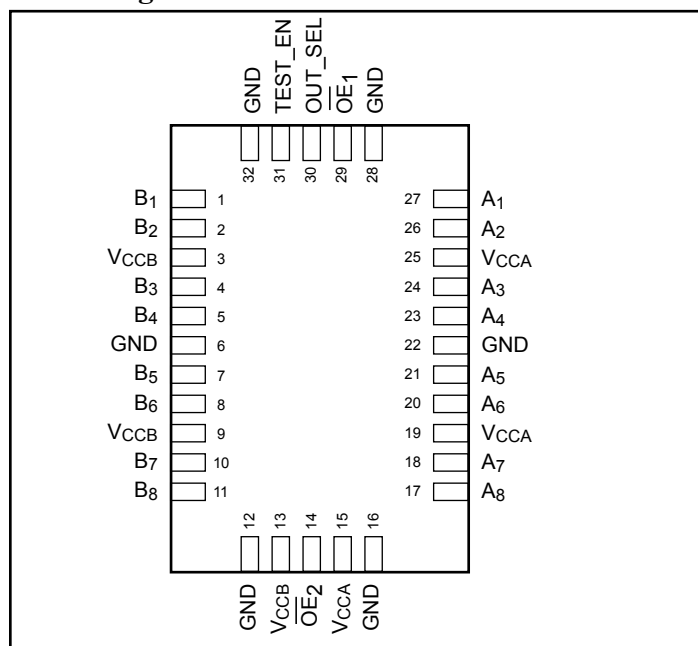 g
GND TEST_EN OUT_SEL OE1 GND
32 31 30 29 28
B1 1 27 A1
B2 2 26 A2
VCCB 3 25 VCCA
B3 4 24 A3
B4 5 23 A4
GND 6 22 GND
B5 7 21 A5
B6 8 20 A6
VCCB 9 19 VCCA
B7 10 18 A7
B8 11 17 A8
12 13 14 15 16
GND VCCB OE2 VCCA GND